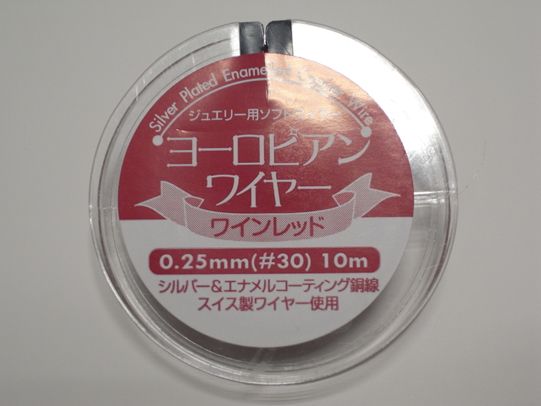 Silver Plated Enameled Copper Wire
ジュエリー用ソフトワイヤー
ヨーロピアン
ワイヤー
ワインレッド
0.25mm(#30) 10m
シルバー&エナメルコーティング銅線
スイス製ワイヤー使用